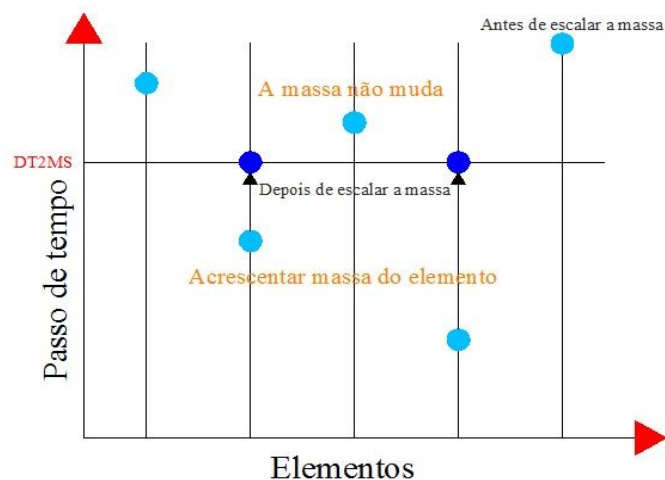 Antes de escalar a massa
A massa não muda
DT2MS
Depois de escalar a massa
Acrescentar massa do elemento
Passo de tempo
Elementos